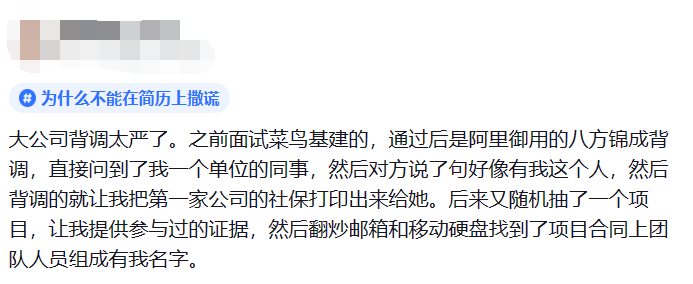 # 为什么不能在简历上撒谎
大公司背调太严了。之前面试菜鸟基建的，通过后是阿里御用的八方锦成背
调，直接问到了我一个单位的同事，然后对方说了句好像有我这个人，然后
背调的就让我把第一家公司的社保打印出来给她。后来又随机抽了一个项
目，让我提供参与过的证据，然后翻炒邮箱和移动硬盘找到了项目合同上团
队人员组成有我名字。